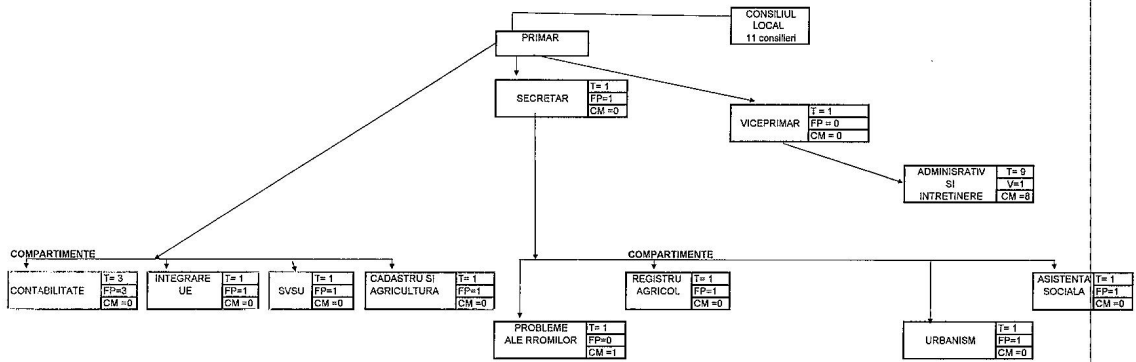 CONSILIUL
LOCAL
11 consilieri
PRIMAR
SECRETAR
T= 1
FP=1
CM =0
VICEPRIMAR
T = 1
FP = 0
CM = 0
ADMINISRATIV
SI
INTRETINERE
T= 9
V=1
CM =8
COMPARTIMENTE
CONTABILITATE
T= 3
FP=3
CM =0
INTEGRARE
UE
T= 1
FP=1
CM =0
SVSU
T= 1
FP=1
CM =0
CADASTRU SI
AGRICULTURA
T= 1
FP=1
CM =0
COMPARTIMENTE
REGISTRU
AGRICOL
T= 1
FP=1
CM =0
ASISTENTA
SOCIALA
T= 1
FP=1
CM =0
PROBLEME
ALE RROMILOR
T= 1
FP=0
CM =1
URBANISM
T= 1
FP=1
CM =0